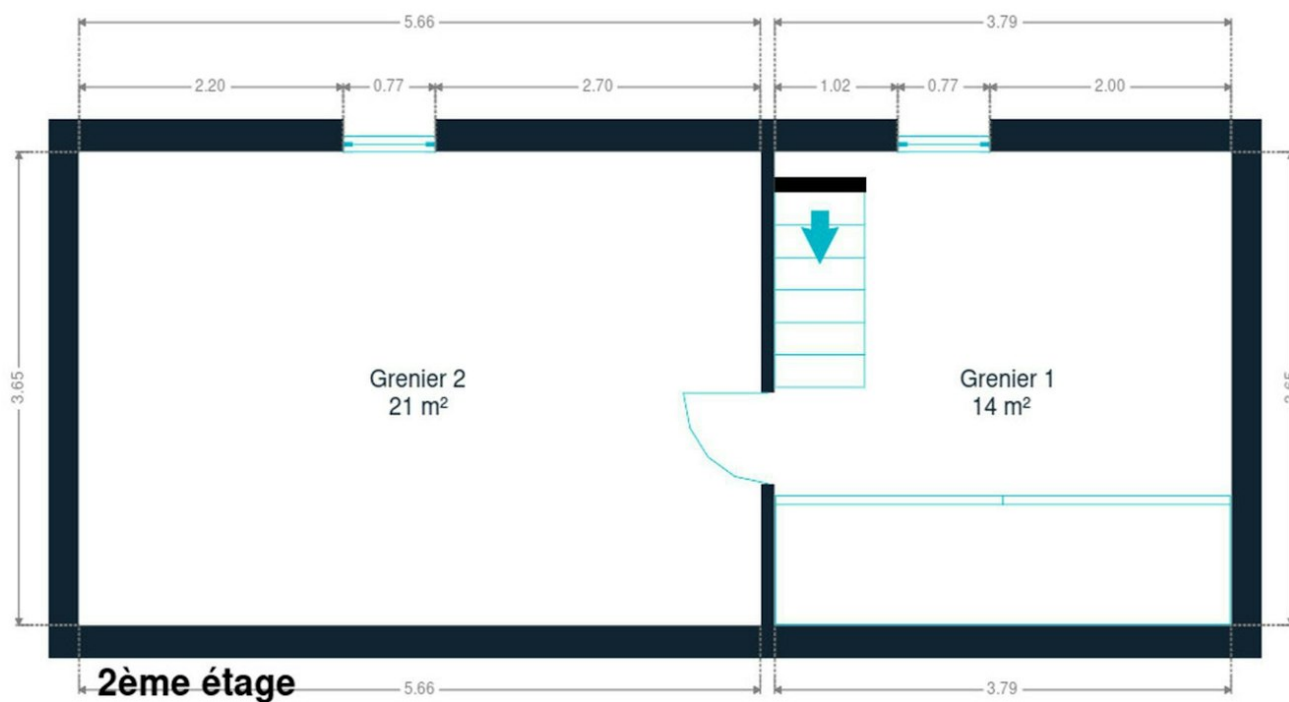 5.66
3.79
2.20
0.77
2.70
1.02
0.77
2.00
3.65
Grenier 2
21 m²
Grenier 1
14 m²
2ème étage
5.66
3.79